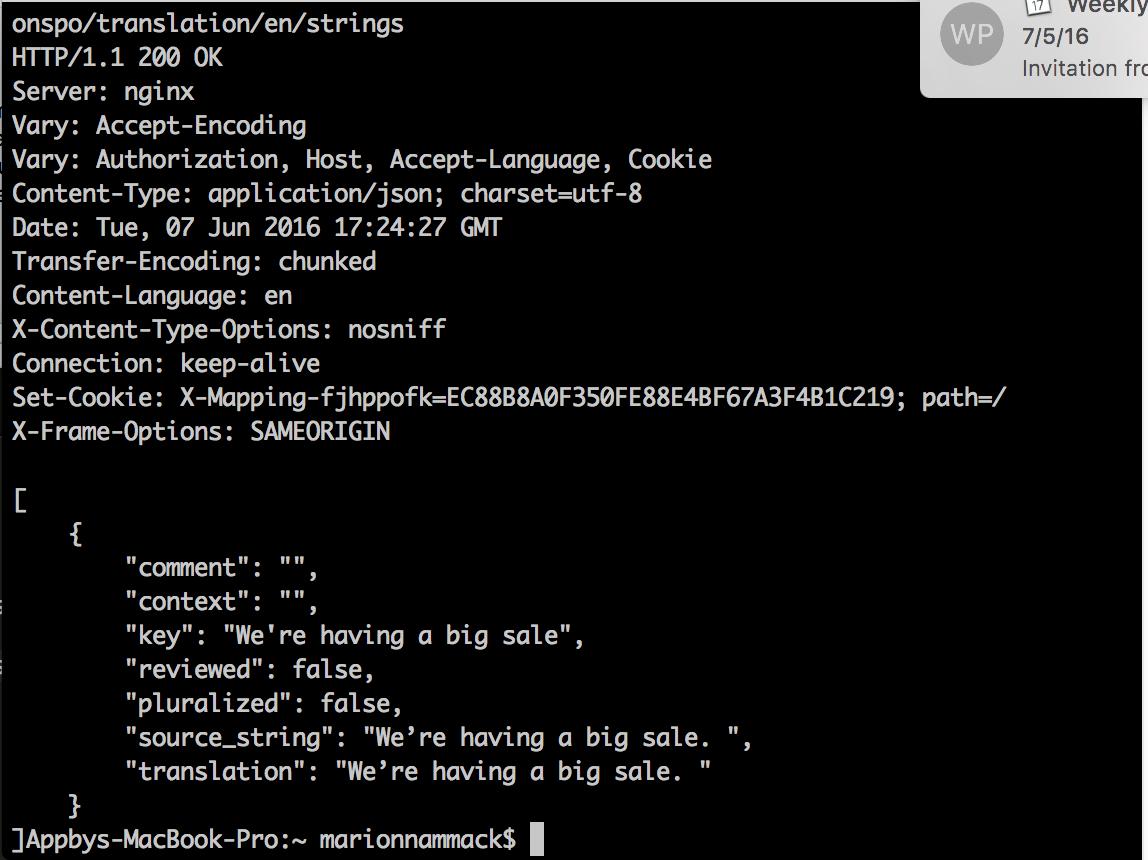 onspo/translation/en/strings
HTTP/1.1 200 OK
Server: nginx
Vary: Accept-Encoding
Vary: Authorization, Host, Accept-Language, Cookie
Content-Type: application/json; charset=utf-8
Date: Tue, 07 Jun 2016 17:24:27 GMT
Transfer-Encoding: chunked
Content-Language: en
X-Content-Type-Options: nosniff
Connection: keep-alive
Set-Cookie: X-Mapping-fjhppofk=EC88B8A0F350FE88E4BF67A3F4B1C219; path=/
X-Frame-Options: SAMEORIGIN
[
    {
        "comment": "",
        "context": "",
        "key": "We're having a big sale",
        "reviewed": false,
        "pluralized": false,
        "source_string": "We’re having a big sale. ",
        "translation": "We’re having a big sale. "
    }
]Appbys-MacBook-Pro:~ marionnammack$
17 Weekly
WP 7/5/16
Invitation fro